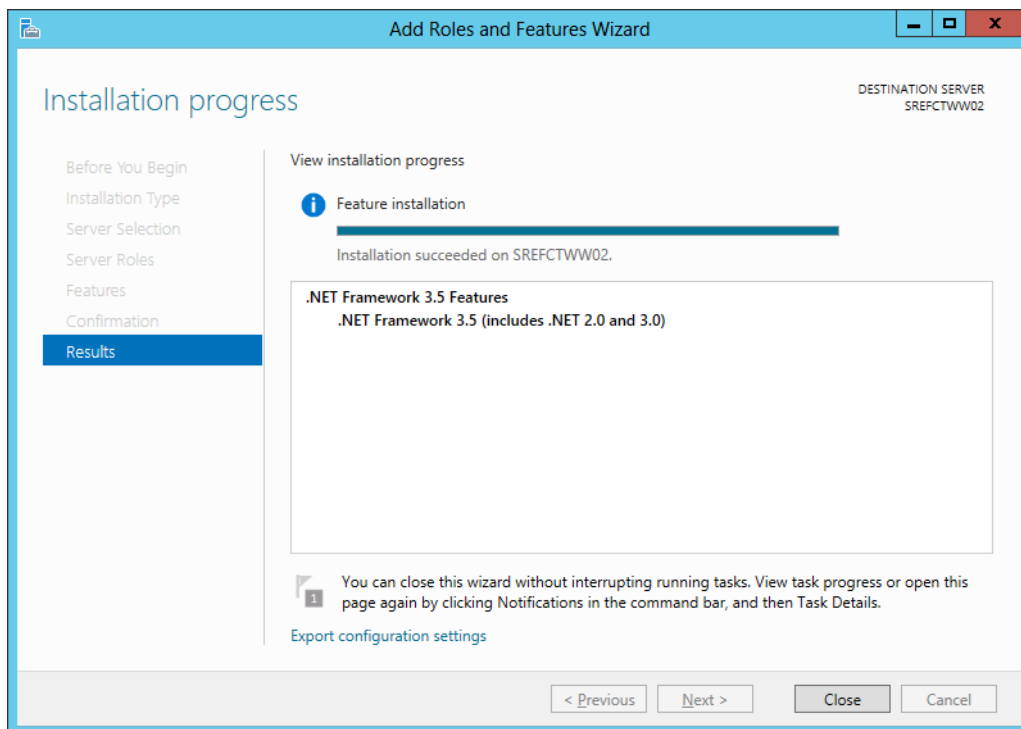 Add Roles and Features Wizard
Installation progress
DESTINATION SERVER
SREFCTWW02
Before You Begin
Installation Type
Server Selection
Server Roles
Features
Confirmation
Results
View installation progress
Feature installation
Installation succeeded on SREFCTWW02.
.NET Framework 3.5 Features
.NET Framework 3.5 (includes .NET 2.0 and 3.0)
1
You can close this wizard without interrupting running tasks. View task progress or open this
page again by clicking Notifications in the command bar, and then Task Details.
Export configuration settings
< Previous
Next >
Close
Cancel